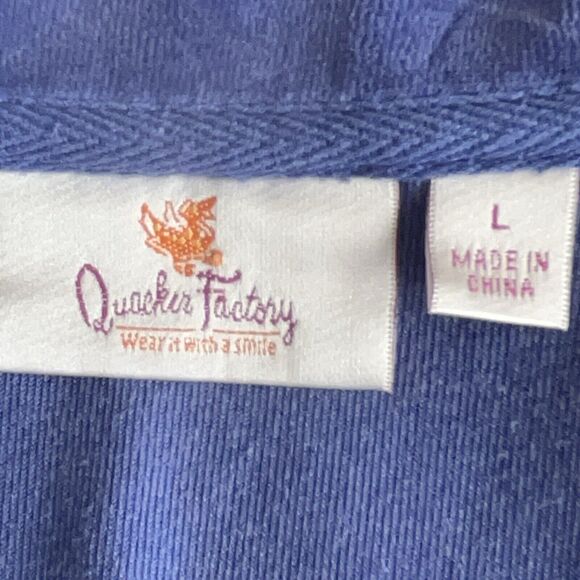 Quacker Factory
Wear it with a smile
L
MADE IN
CHINA